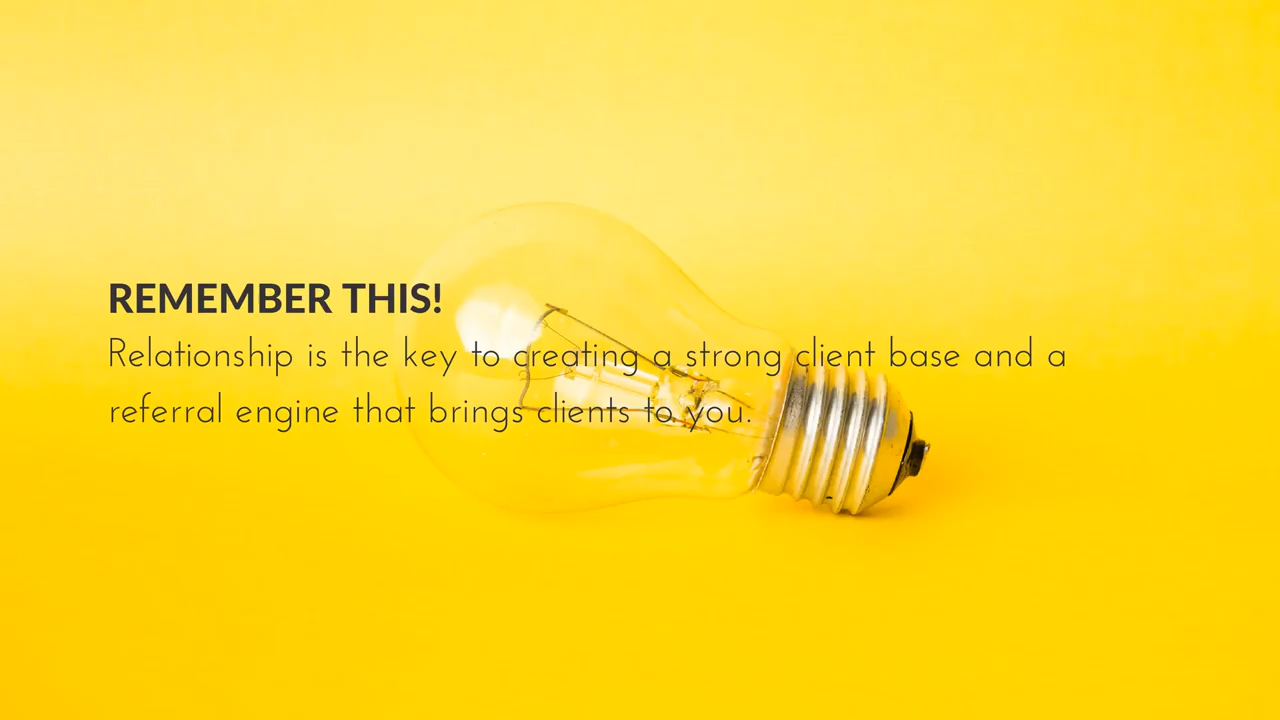 REMEMBER THIS!
Relationship is the key to creating a strong client base and a
referral engine that brings clients to you.